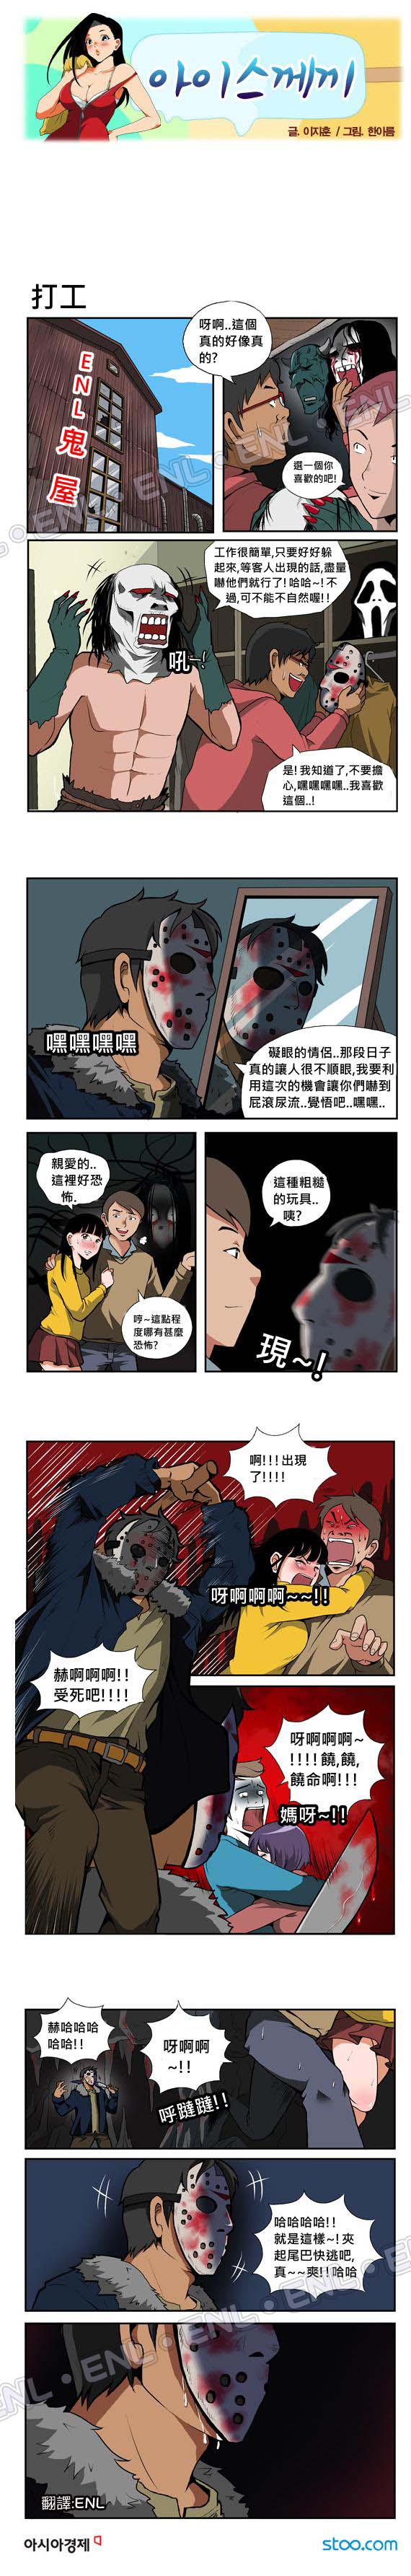 아이스께끼
글. 이지훈 / 그림. 한아름
打工
ENL鬼屋
呀啊..這個
真的好像真
的?
選一個你
喜歡的吧!
工作很簡單,只要好好躲
起來,等客人出現的話,盡量
嚇他們就行了! 哈哈~! 不
過,可不能不自然喔!!
吼~!
是! 我知道了,不要擔
心,嘿嘿嘿嘿..我喜歡
這個..!
嘿嘿嘿嘿
礙眼的情侶..那段日子
真的讓人很不順眼,我要利
用這次的機會讓你們嚇到
屁滾尿流..覺悟吧..嘿嘿..
親愛的..
這裡好恐
怖.
哼~這點程
度哪有甚麼
恐怖?
這種粗糙
的玩具..
咦?
現~!
啊!!!出現
了!!!!
呀啊啊啊~~!!
赫啊啊啊!!
受死吧!!!!
呀啊啊啊~
!!!!饒,饒,
饒命啊!!!
媽呀~!!
赫哈哈哈
哈哈!!
呀啊啊
~!!
呼躂躂!!
哈哈哈哈!!
就是這樣~! 夾
起尾巴快逃吧,
真~~爽!! 哈哈
翻譯:ENL
아시아경제
stoo.com
ENL